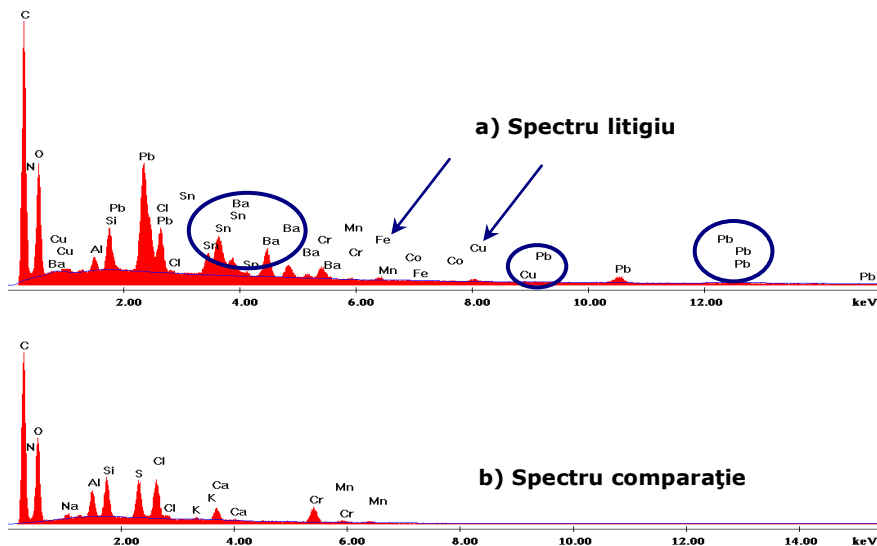 C
a) Spectru litigiu
O
Pb
N
Sn
Ba
Pb
Cl
Sn
Mn
Si
Pb
Sn
Ba
Cu
Cr
Fe
Pb
Cu
Cu
Al
Sn
Ba
Ba
Cr
Co
Co
Pb
Pb
Ba
Cl
Sn
Ba
Mn
Fe
Cu
Pb
Pb
Pb
2.00 4.00 6.00 8.00 10.00 12.00 keV
C
b) Spectru comparaţie
O
N
Si
Cl
Al
S
Ca
Mn
K
Cr
Mn
Na
Cl
K
Ca
Cr
2.00 4.00 6.00 8.00 10.00 12.00 14.00 keV